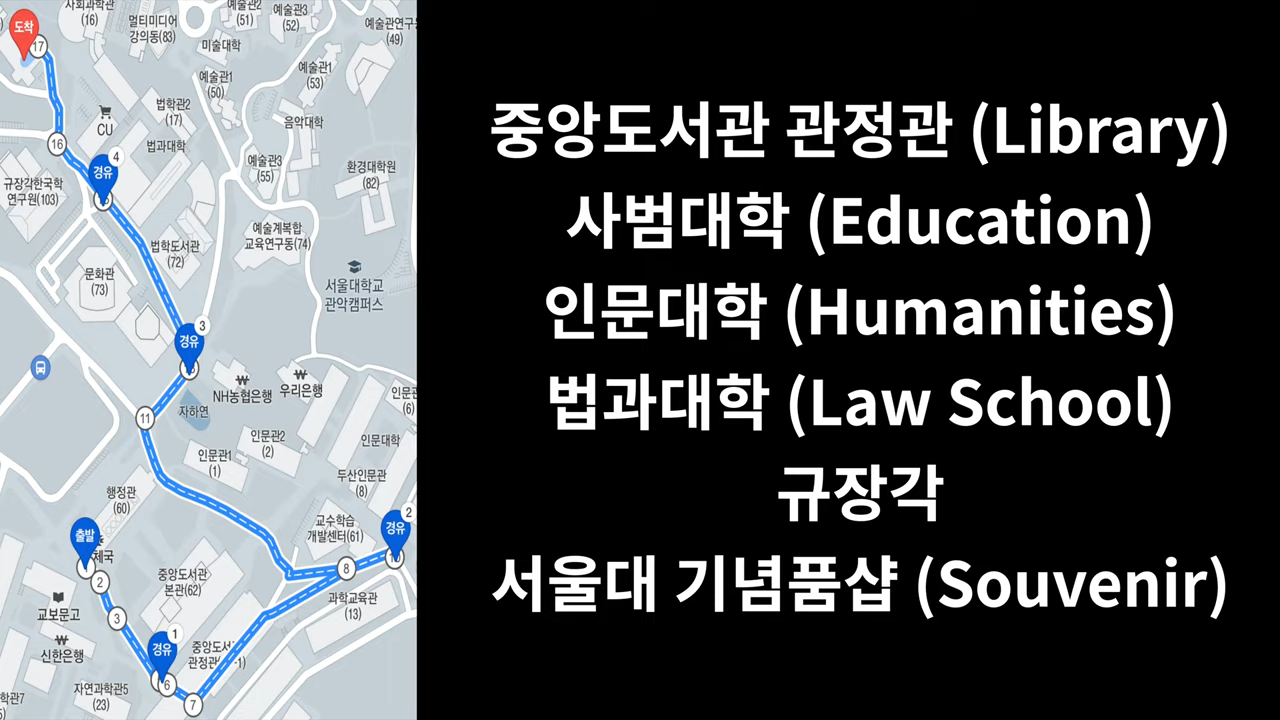 사회과학관
(16)
도착
17
멀티미디어
강의동(83)
예술관2
(51)
예술관3
(52)
예술관연구동
(49)
미술대학
예술관1
(50)
예술관1
(53)
법학관2
(17)
CU
법과대학
음악대학
16
4
경유
예술관3
(55)
환경대학원
(82)
규장각한국학
연구원(103)
예술계복합
교육연구동(74)
법학도서관
(72)
문화관
(73)
서울대학교
관악캠퍼스
3
경유
NH농협은행
우리은행
인문관
(6)
자하연
11
인문관2
(2)
인문대학
인문관1
(1)
두산인문관
(8)
행정관
(60)
2
경유
교수학습
개발센터(61)
출발
체국
8
2
중앙도서관
본관(62)
과학교육관
(13)
교보문고
3
1
경유
신한은행
중앙도서
관정관
-1)
6
자연과학관5
(23)
7
자연과학관7
중앙도서관 관정관 (Library)
사범대학 (Education)
인문대학 (Humanities)
법과대학 (Law School)
규장각
서울대 기념품샵 (Souvenir)